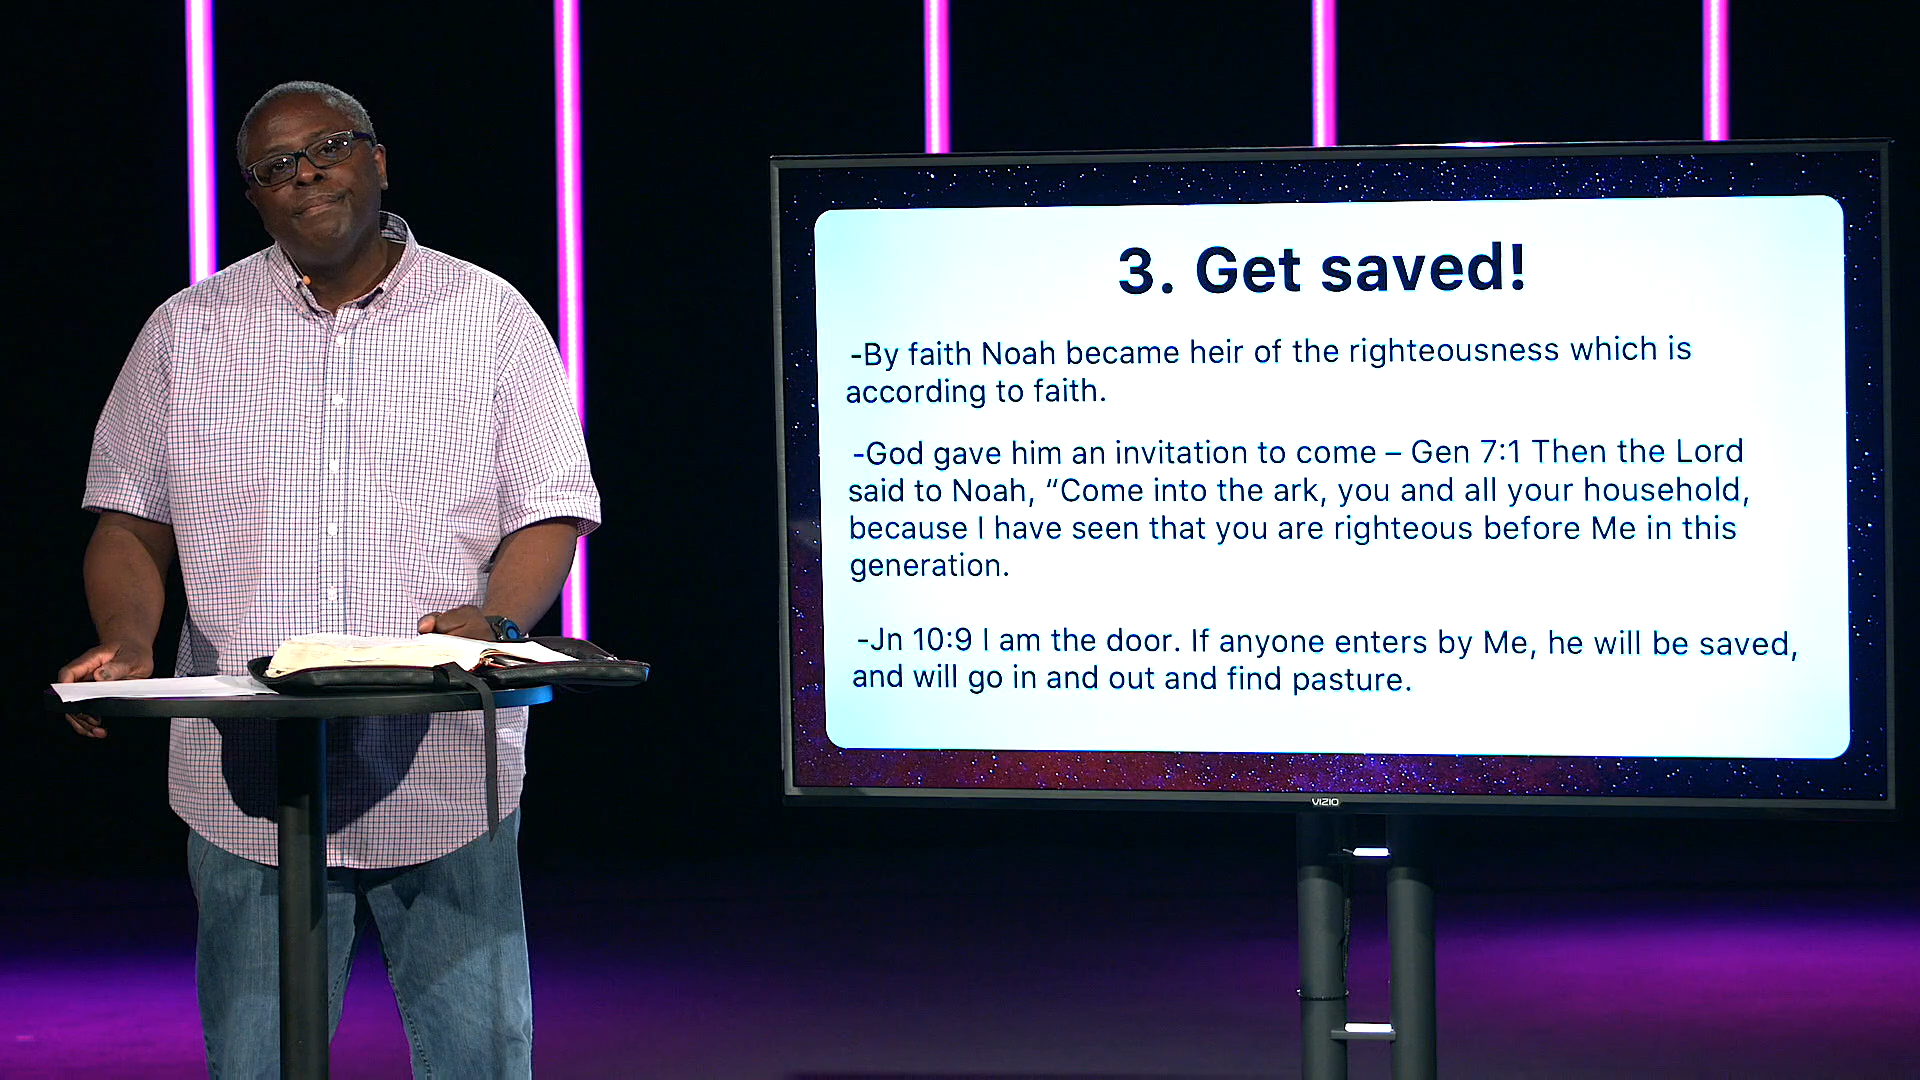 3. Get saved!
-By faith Noah became heir of the righteousness which is
according to faith.
-God gave him an invitation to come – Gen 7:1 Then the Lord
said to Noah, “Come into the ark, you and all your household,
because I have seen that you are righteous before Me in this
generation.
-Jn 10:9 I am the door. If anyone enters by Me, he will be saved,
and will go in and out and find pasture.
VIZIO